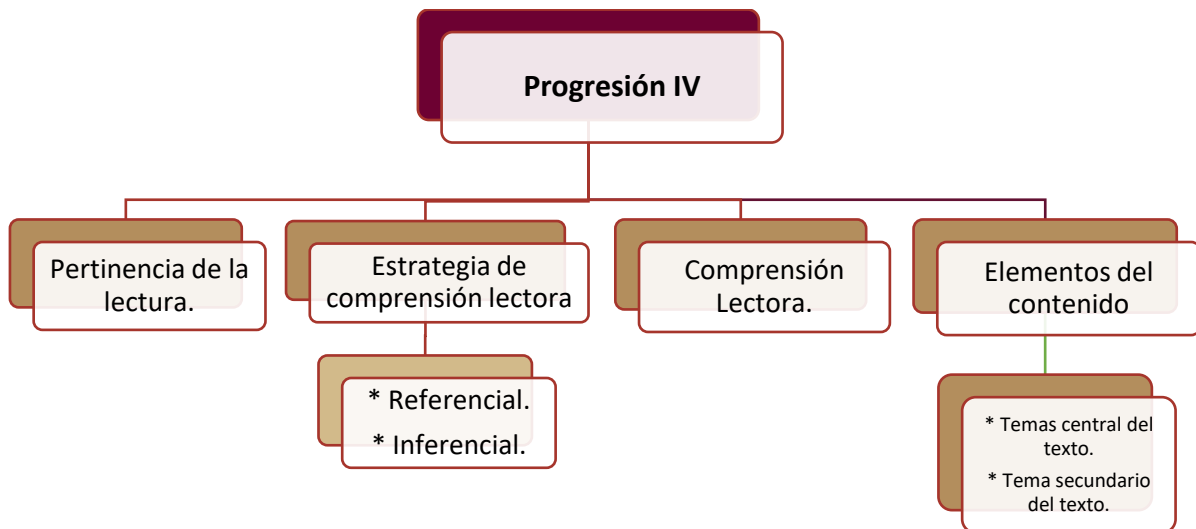 Progresión IV
Pertinencia de la
lectura.
Estrategia de
comprensión lectora
Comprensión
Lectora.
Elementos del
contenido
* Referencial.
* Inferencial.
* Temas central del
texto.
* Tema secundario
del texto.